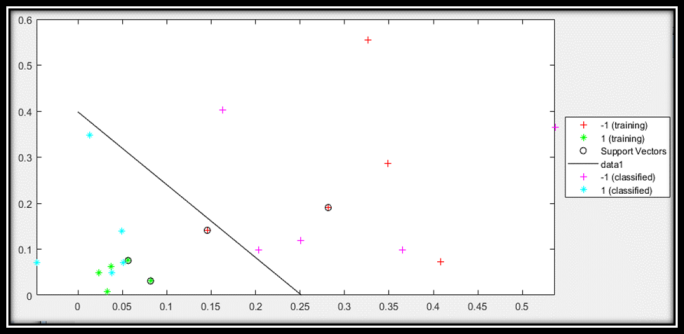 0.6
0.5
0.4
0.3
0.2
0.1
0
0 0.05 0.1 0.15 0.2 0.25 0.3 0.35 0.4 0.45 0.5
-1 (training)
1 (training)
Support Vectors
data1
-1 (classified)
1 (classified)